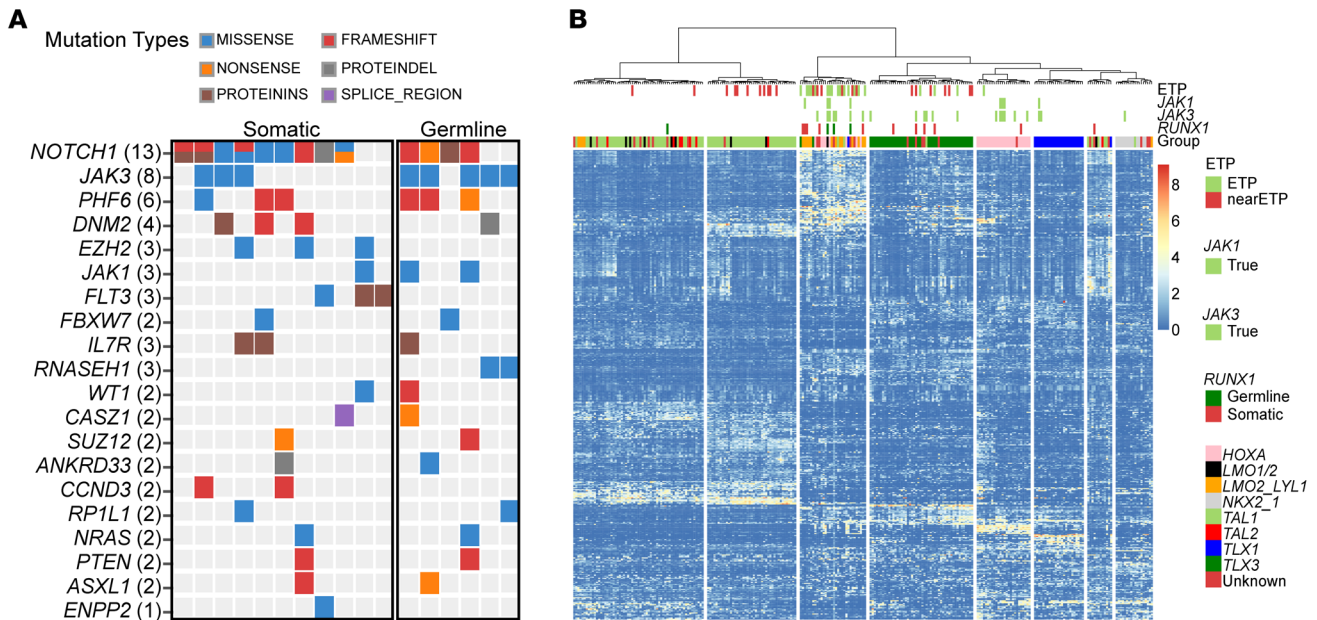 A
Mutation Types
MISSENSE
FRAMESHIFT
NONSENSE
PROTEINDEL
PROTEININS
SPLICE_REGION
Somatic
Germline
NOTCH1 (13)
JAK3 (8)
PHF6 (6)
DNM2 (4)
EZH2 (3)
JAK1 (3)
FLT3 (3)
FBXW7 (2)
IL7R (3)
RNASEH1 (3)
WT1 (2)
CASZ1 (2)
SUZ12 (2)
ANKRD33 (2)
CCND3 (2)
RP1L1 (2)
NRAS (2)
PTEN (2)
ASXL1 (2)
ENPP2 (1)
B
ETP
JAK1
JAK3
RUNX1
Group
8
6
4
2
0
ETP
ETP
nearETP
JAK1
True
JAK3
True
RUNX1
Germline
Somatic
HOXA
LMO1/2
LMO2_LYL1
NKX2_1
TAL1
TAL2
TLX1
TLX3
Unknown